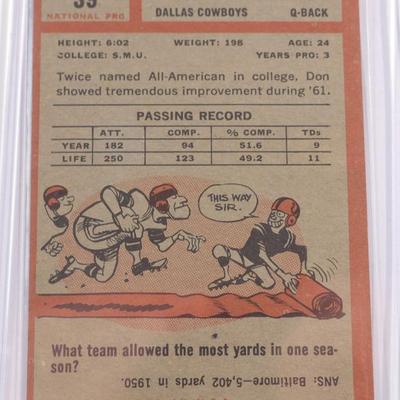 39
NATIONAL PRO
DALLAS COWBOYS Q-BACK
HEIGHT: 6:02 WEIGHT: 198 AGE: 24
COLLEGE: S.M.U. YEARS PRO: 3
Twice named All-American in college, Don
showed tremendous improvement during '61.
PASSING RECORD
ATT. COMP. % COMP. TDs
YEAR 182 94 51.6 9
LIFE 250 123 49.2 11
THIS WAY
SIR.
What team allowed the most yards in one sea-
son?
ANS: Baltimore—5,402 yards in 1950.